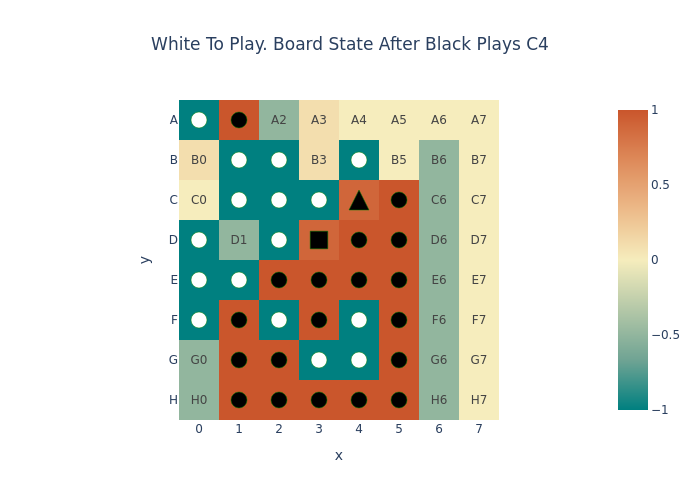 White To Play. Board State After Black Plays C4
A A2 A3 A4 A5 A6 A7 1
B B0 B3 B5 B6 B7
C C0 C6 C7 0.5
D D1 D6 D7
y 0
E E6 E7
F F6 F7 −0.5
G G0 G6 G7
H H0 H6 H7 −1
0 1 2 3 4 5 6 7
x